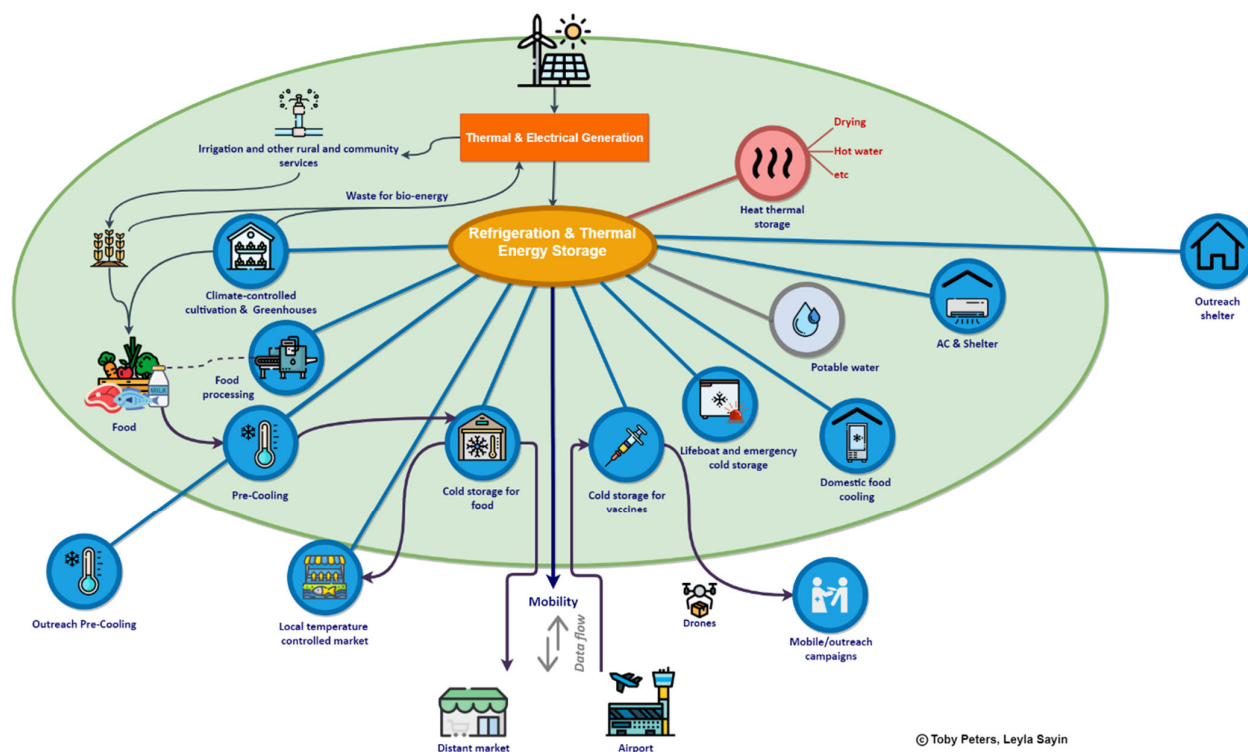 Thermal & Electrical Generation
Irrigation and other rural and community
services
Waste for bio-energy
Drying
Hot water
etc
Heat thermal
storage
Refrigeration & Thermal
Energy Storage
Climate-controlled
cultivation & Greenhouses
Outreach
shelter
AC & Shelter
Potable water
Food
processing
MILK
Food
Pre-Cooling
Cold storage for
food
Cold storage for
vaccines
Lifeboat and emergency
cold storage
Domestic food
cooling
Outreach Pre-Cooling
Local temperature
controlled market
Mobility
Data flow
Drones
Mobile/outreach
campaigns
Distant market
Airport
© Toby Peters, Leyla Sayin